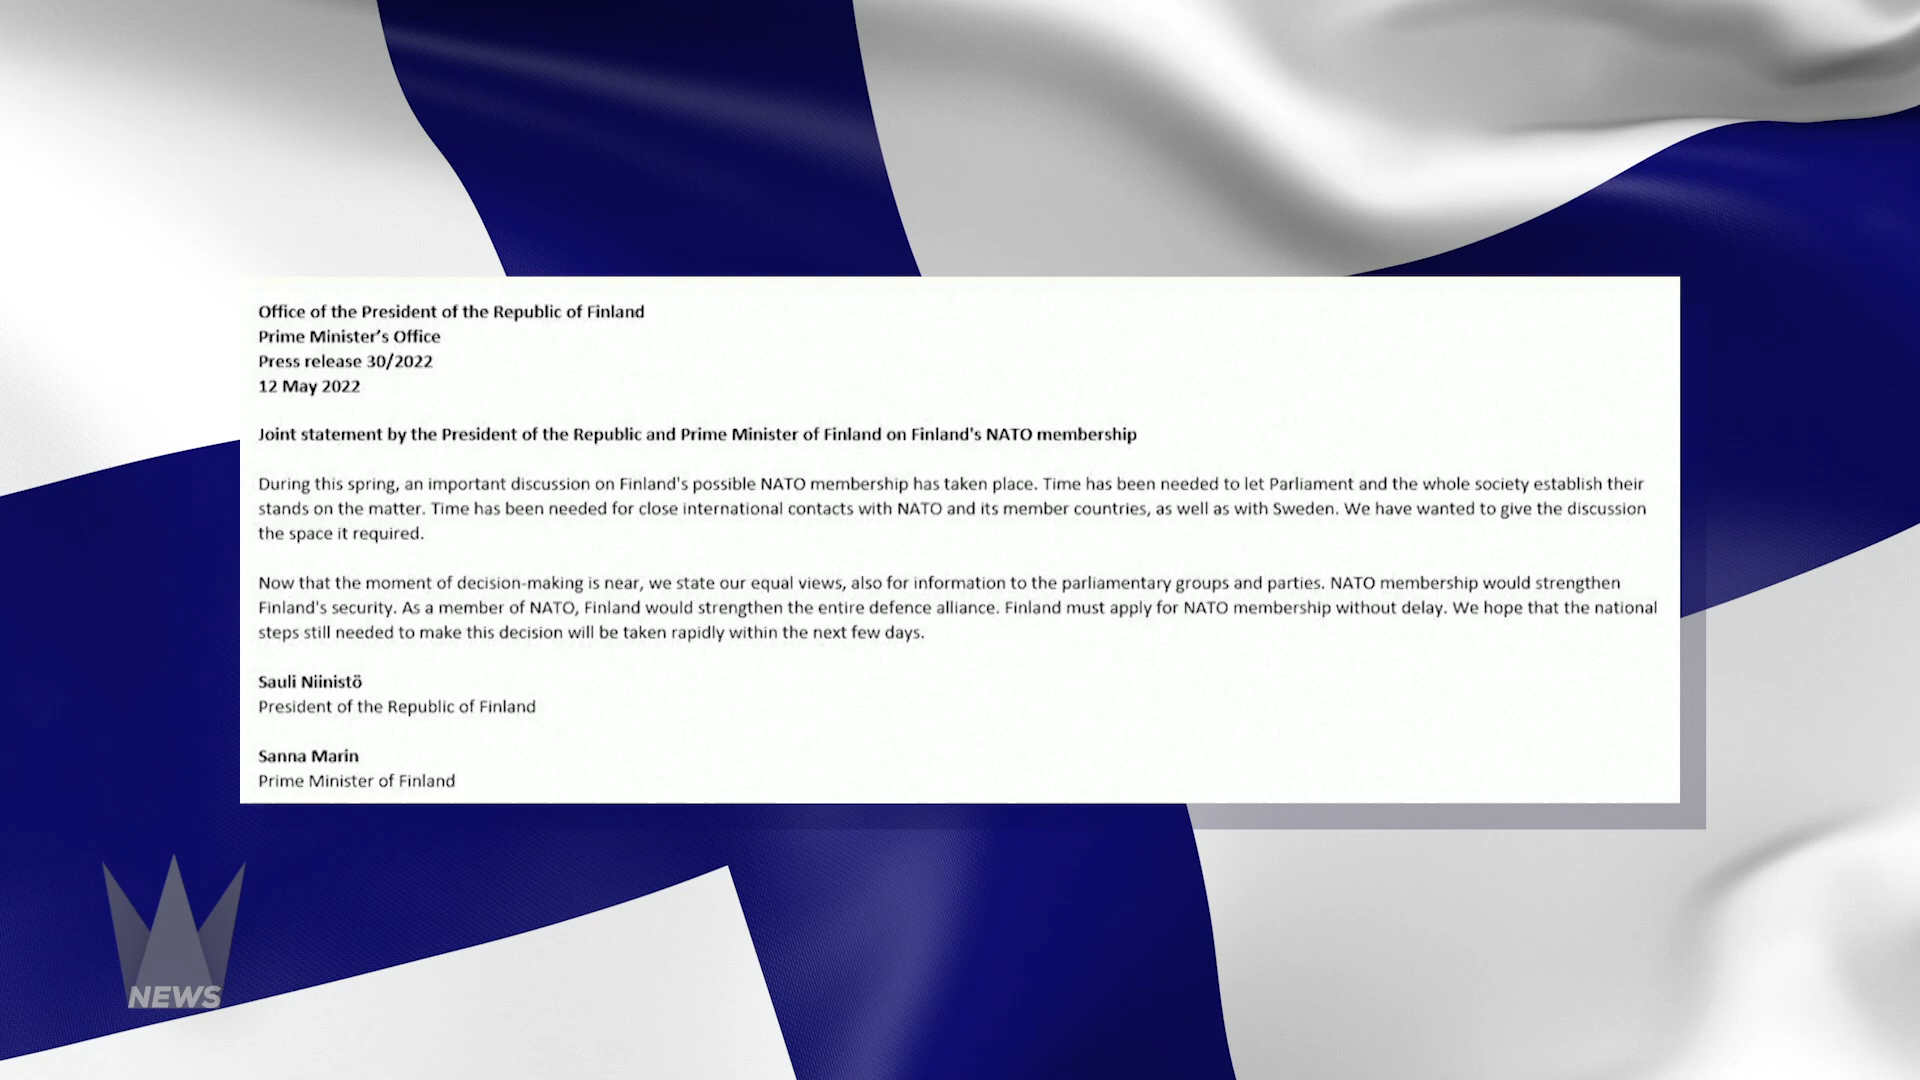 Office of the President of the Republic of Finland
Prime Minister's Office
Press release 30/2022
12 May 2022
Joint statement by the President of the Republic and Prime Minister of Finland on Finland's NATO membership
During this spring, an important discussion on Finland's possible NATO membership has taken place. Time has been needed to let Parliament and the whole society establish their
stands on the matter. Time has been needed for close international contacts with NATO and its member countries, as well as with Sweden. We have wanted to give the discussion
the space it required.
Now that the moment of decision-making is near, we state our equal views, also for information to the parliamentary groups and parties. NATO membership would strengthen
Finland's security. As a member of NATO, Finland would strengthen the entire defence alliance. Finland must apply for NATO membership without delay. We hope that the national
steps still needed to make this decision will be taken rapidly within the next few days.
Sauli Niinistö
President of the Republic of Finland
Sanna Marin
Prime Minister of Finland
NEWS